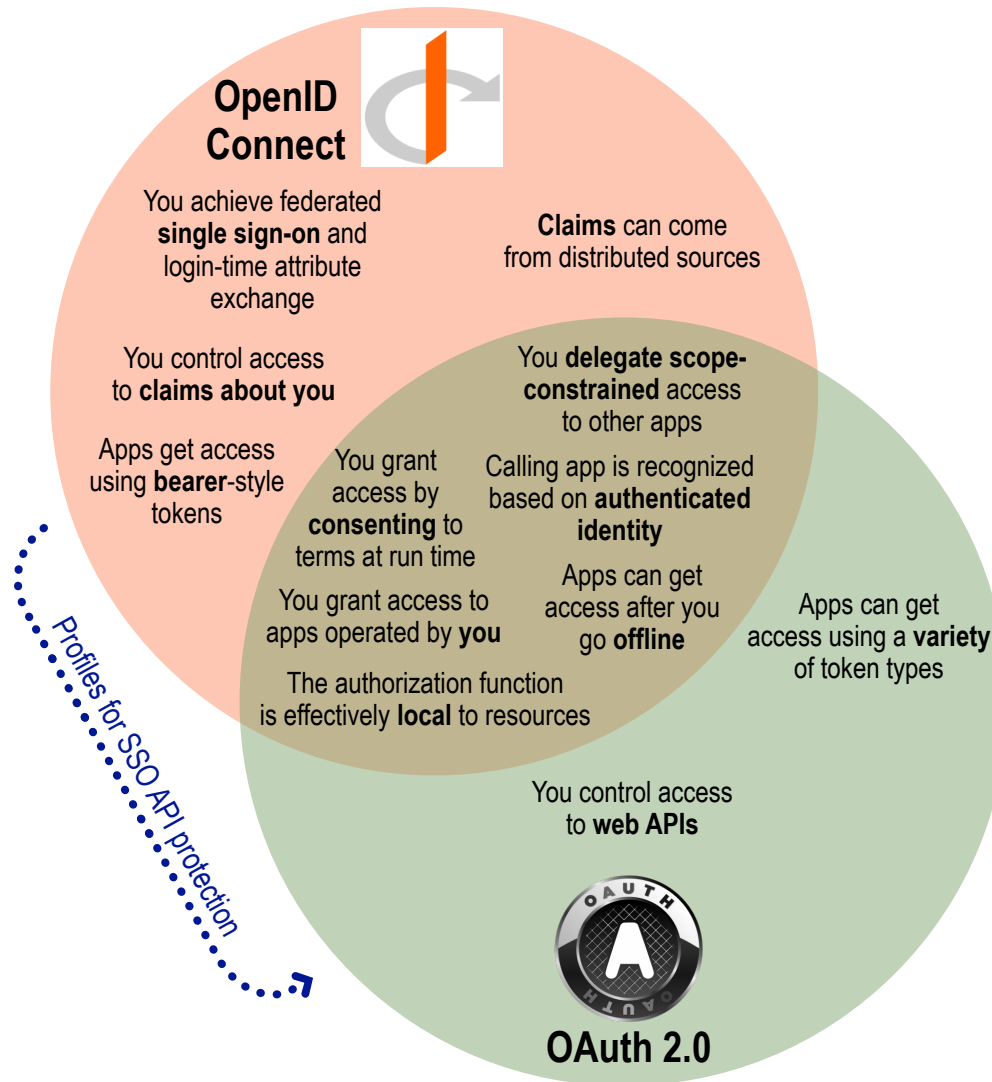 OpenID
Connect
You achieve federated
single sign-on and
login-time attribute
exchange
Claims can come
from distributed sources
You control access
to claims about you
You delegate scope-
constrained access
to other apps
Apps get access
using bearer-style
tokens
You grant
access by
consenting to
terms at run time
Calling app is recognized
based on authenticated
identity
You grant access to
apps operated by you
Apps can get
access after you
go offline
Apps can get
access using a variety
of token types
The authorization function
is effectively local to resources
Profiles for SSO API protection
You control access
to web APIs
OAUTH
A
OAUTH
OAuth 2.0